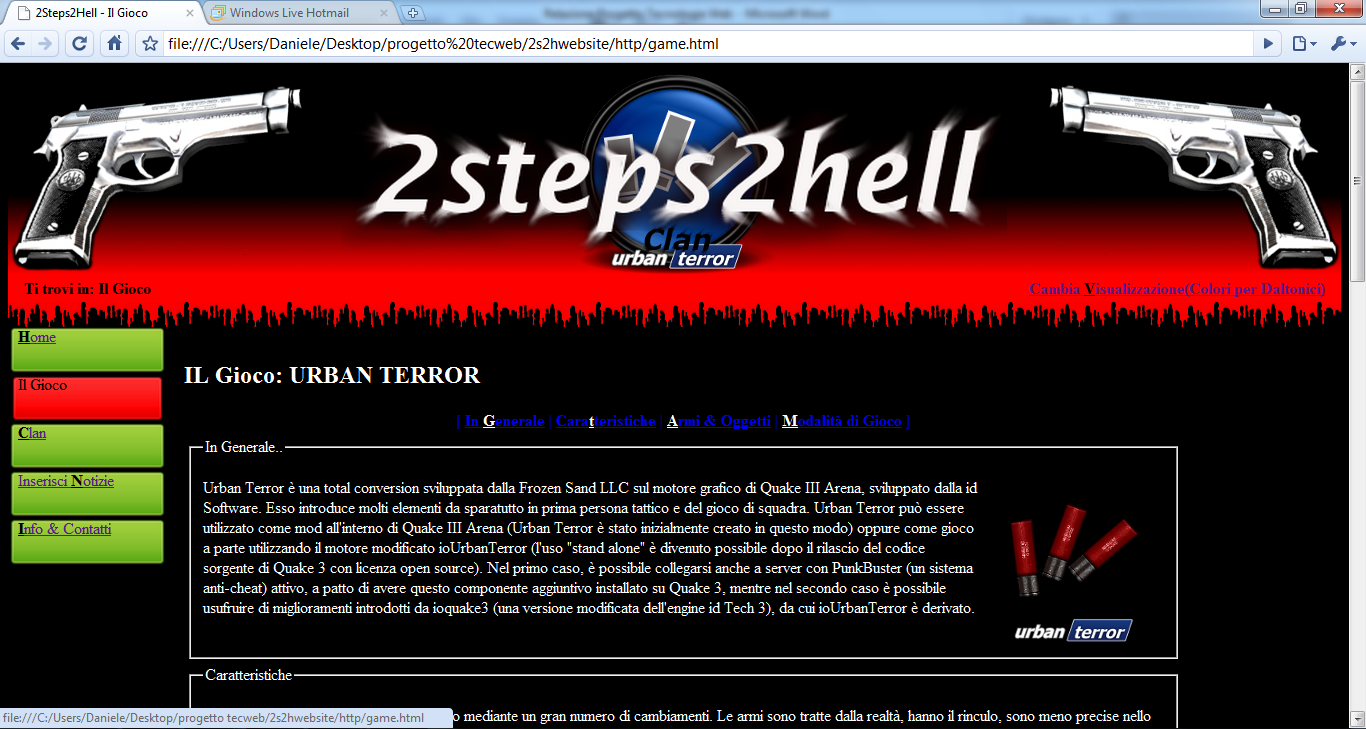 2Steps2Hell - Il Gioco
Windows Live Hotmail
Relazione Progetto Tecnologie Web - Microsoft Word
file:///C:/Users/Daniele/Desktop/progetto%20tecweb/2s2hwebsite/http/game.html
2steps2hell
Clan
urban terror
Ti trovi in: Il Gioco
Cambia Visualizzazione(Colori per Daltonici)
Home
Il Gioco
Clan
Inserisci Notizie
Info & Contatti
IL Gioco: URBAN TERROR
| In Generale | Caratteristiche | Armi & Oggetti | Modalità di Gioco |
In Generale..
Urban Terror è una total conversion sviluppata dalla Frozen Sand LLC sul motore grafico di Quake III Arena, sviluppato dalla id
Software. Esso introduce molti elementi da sparatutto in prima persona tattico e del gioco di squadra. Urban Terror può essere
utilizzato come mod all'interno di Quake III Arena (Urban Terror è stato inizialmente creato in questo modo) oppure come gioco
a parte utilizzando il motore modificato ioUrbanTerror (l'uso "stand alone" è divenuto possibile dopo il rilascio del codice
sorgente di Quake 3 con licenza open source). Nel primo caso, è possibile collegarsi anche a server con PunkBuster (un sistema
anti-cheat) attivo, a patto di avere questo componente aggiuntivo installato su Quake 3, mentre nel secondo caso è possibile
usufruire di miglioramenti introdotti da ioquake3 (una versione modificata dell'engine id Tech 3), da cui ioUrbanTerror è derivato.
urban terror
Caratteristiche
o mediante un gran numero di cambiamenti. Le armi sono tratte dalla realtà, hanno il rinculo, sono meno precise nello
file:///C:/Users/Daniele/Desktop/progetto tecweb/2s2hwebsite/http/game.html